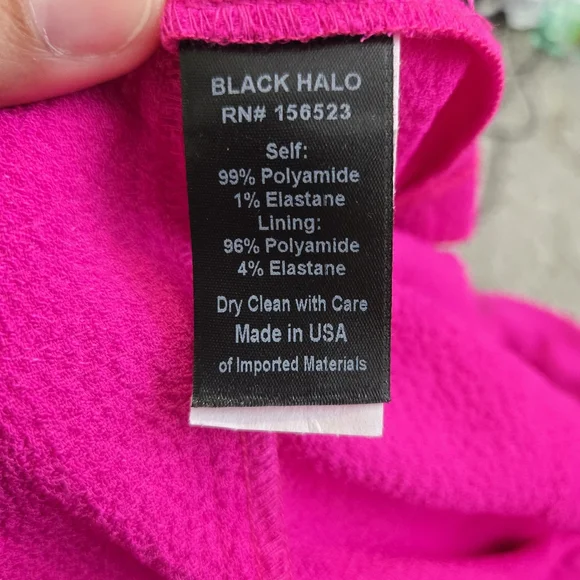 BLACK HALO
RN# 156523
Self:
99% Polyamide
1% Elastane
Lining:
96% Polyamide
4% Elastane
Dry Clean with Care
Made in USA
of Imported Materials